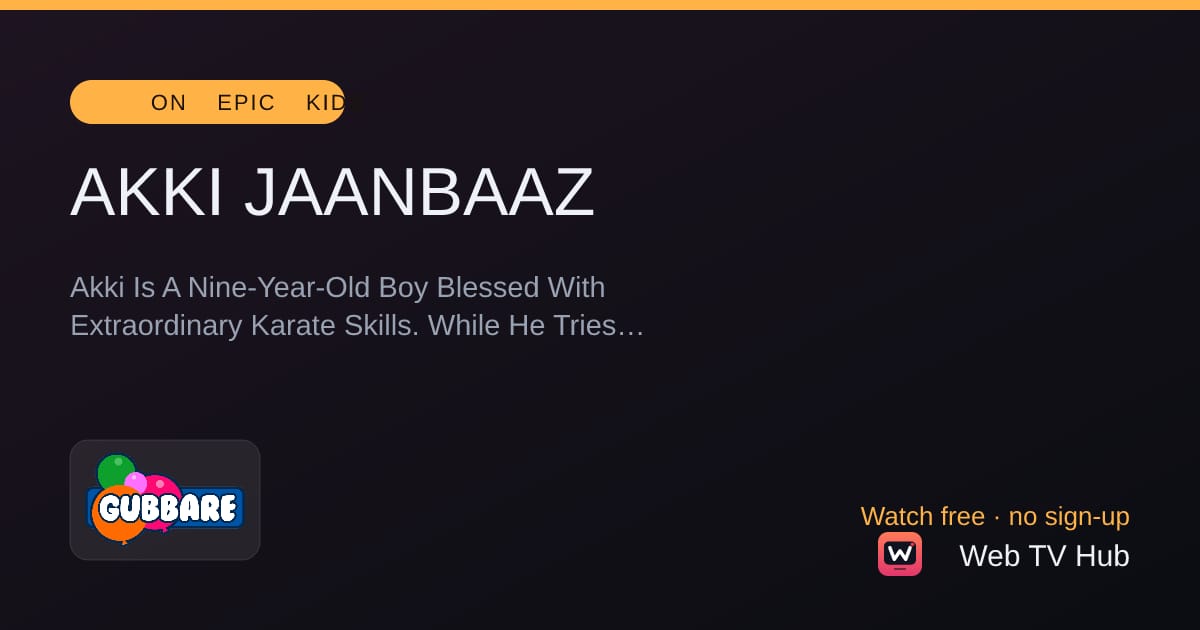 ON EPIC KID
AKKI JAANBAAZ
Akki Is A Nine-Year-Old Boy Blessed With
Extraordinary Karate Skills. While He Tries…
GUBBARE
Watch free · no sign-up
W
Web TV Hub